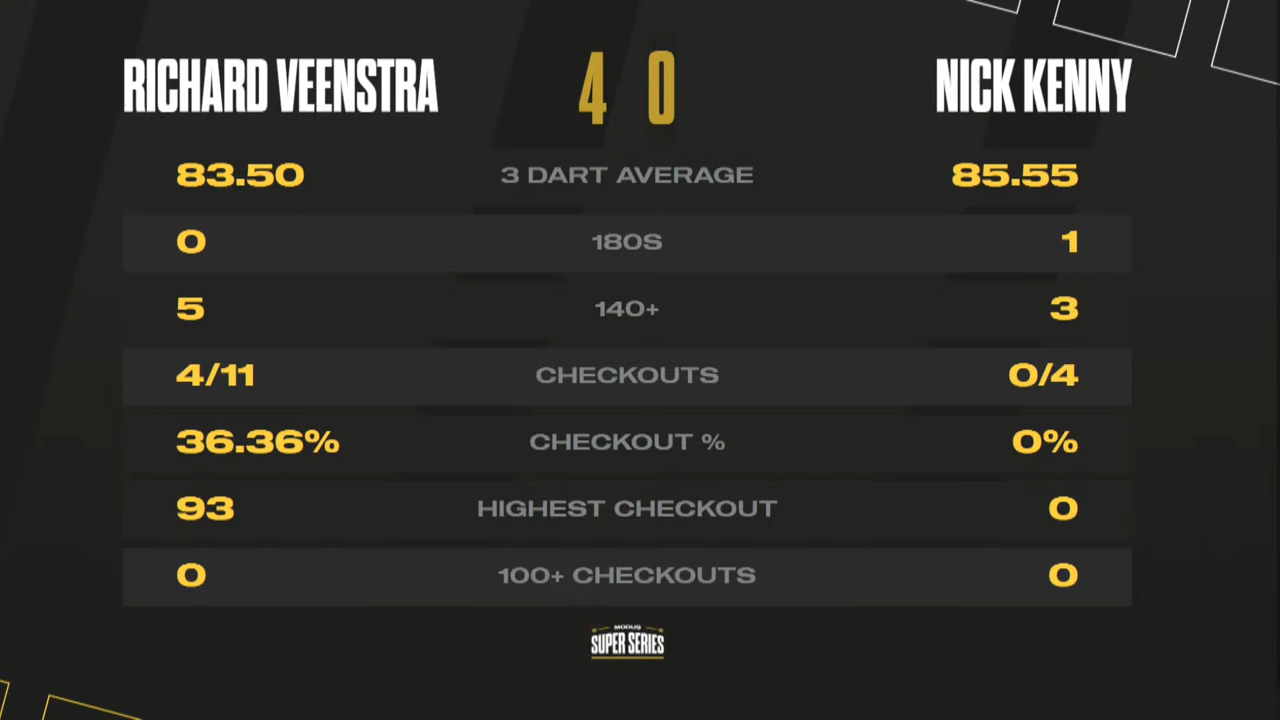 RICHARD VEENSTRA 4 0 NICK KENNY
83.50 3 DART AVERAGE 85.55
0 180S 1
5 140+ 3
4/11 CHECKOUTS 0/4
36.36% CHECKOUT % 0%
93 HIGHEST CHECKOUT 0
0 100+ CHECKOUTS 0
MODUS
SUPER SERIES